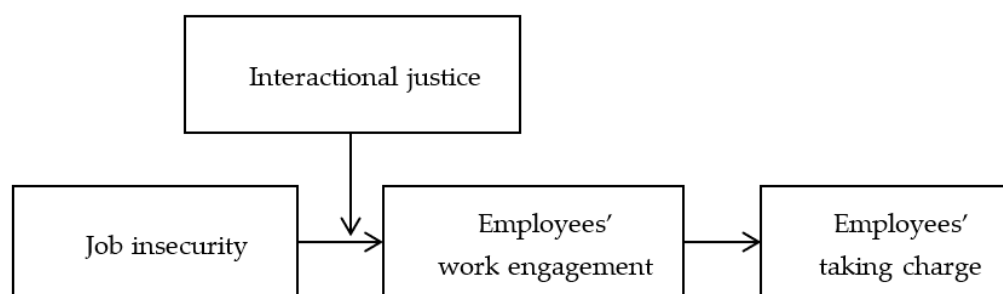 Interactional justice
Job insecurity
Employees’
work engagement
Employees’
taking charge